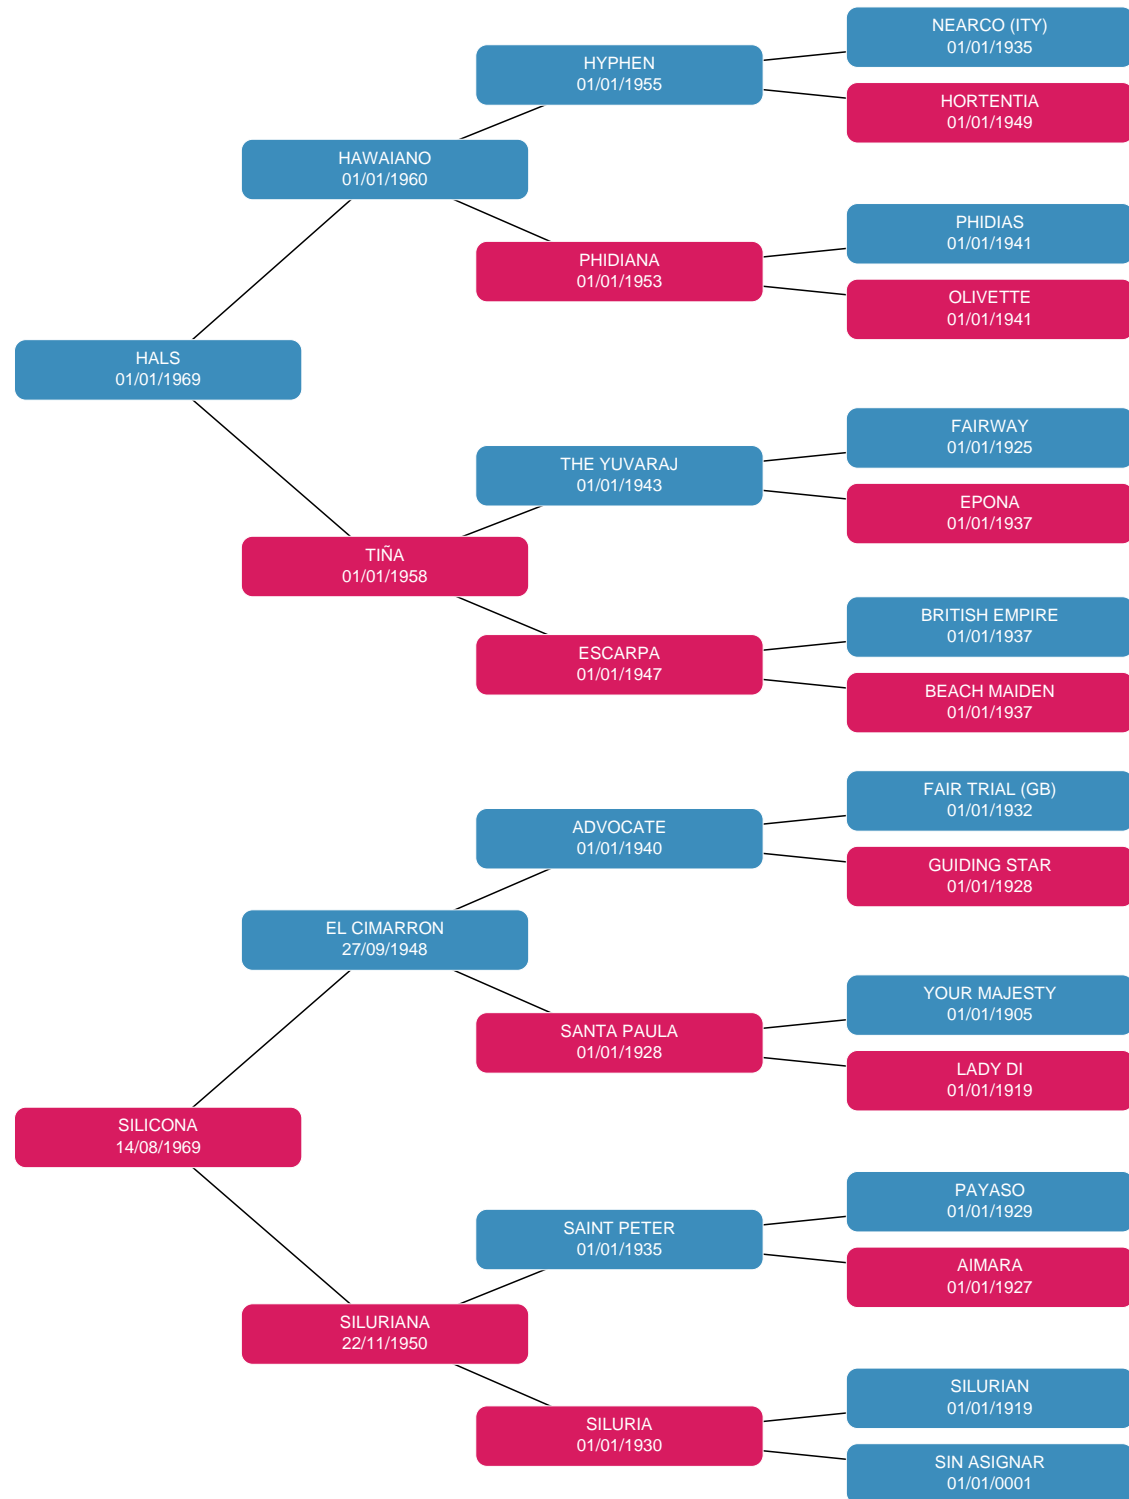 NEARCO (ITY)
01/01/1935
HYPHEN
01/01/1955
HORTENTIA
01/01/1949
HAWAIANO
01/01/1960
PHIDIAS
01/01/1941
PHIDIANA
01/01/1953
OLIVETTE
01/01/1941
HALS
01/01/1969
FAIRWAY
01/01/1925
THE YUVARAJ
01/01/1943
EPONA
01/01/1937
TIÑA
01/01/1958
BRITISH EMPIRE
01/01/1937
ESCARPA
01/01/1947
BEACH MAIDEN
01/01/1937
FAIR TRIAL (GB)
01/01/1932
ADVOCATE
01/01/1940
GUIDING STAR
01/01/1928
EL CIMARRON
27/09/1948
YOUR MAJESTY
01/01/1905
SANTA PAULA
01/01/1928
LADY DI
01/01/1919
SILICONA
14/08/1969
PAYASO
01/01/1929
SAINT PETER
01/01/1935
AIMARA
01/01/1927
SILURIANA
22/11/1950
SILURIAN
01/01/1919
SILURIA
01/01/1930
SIN ASIGNAR
01/01/0001